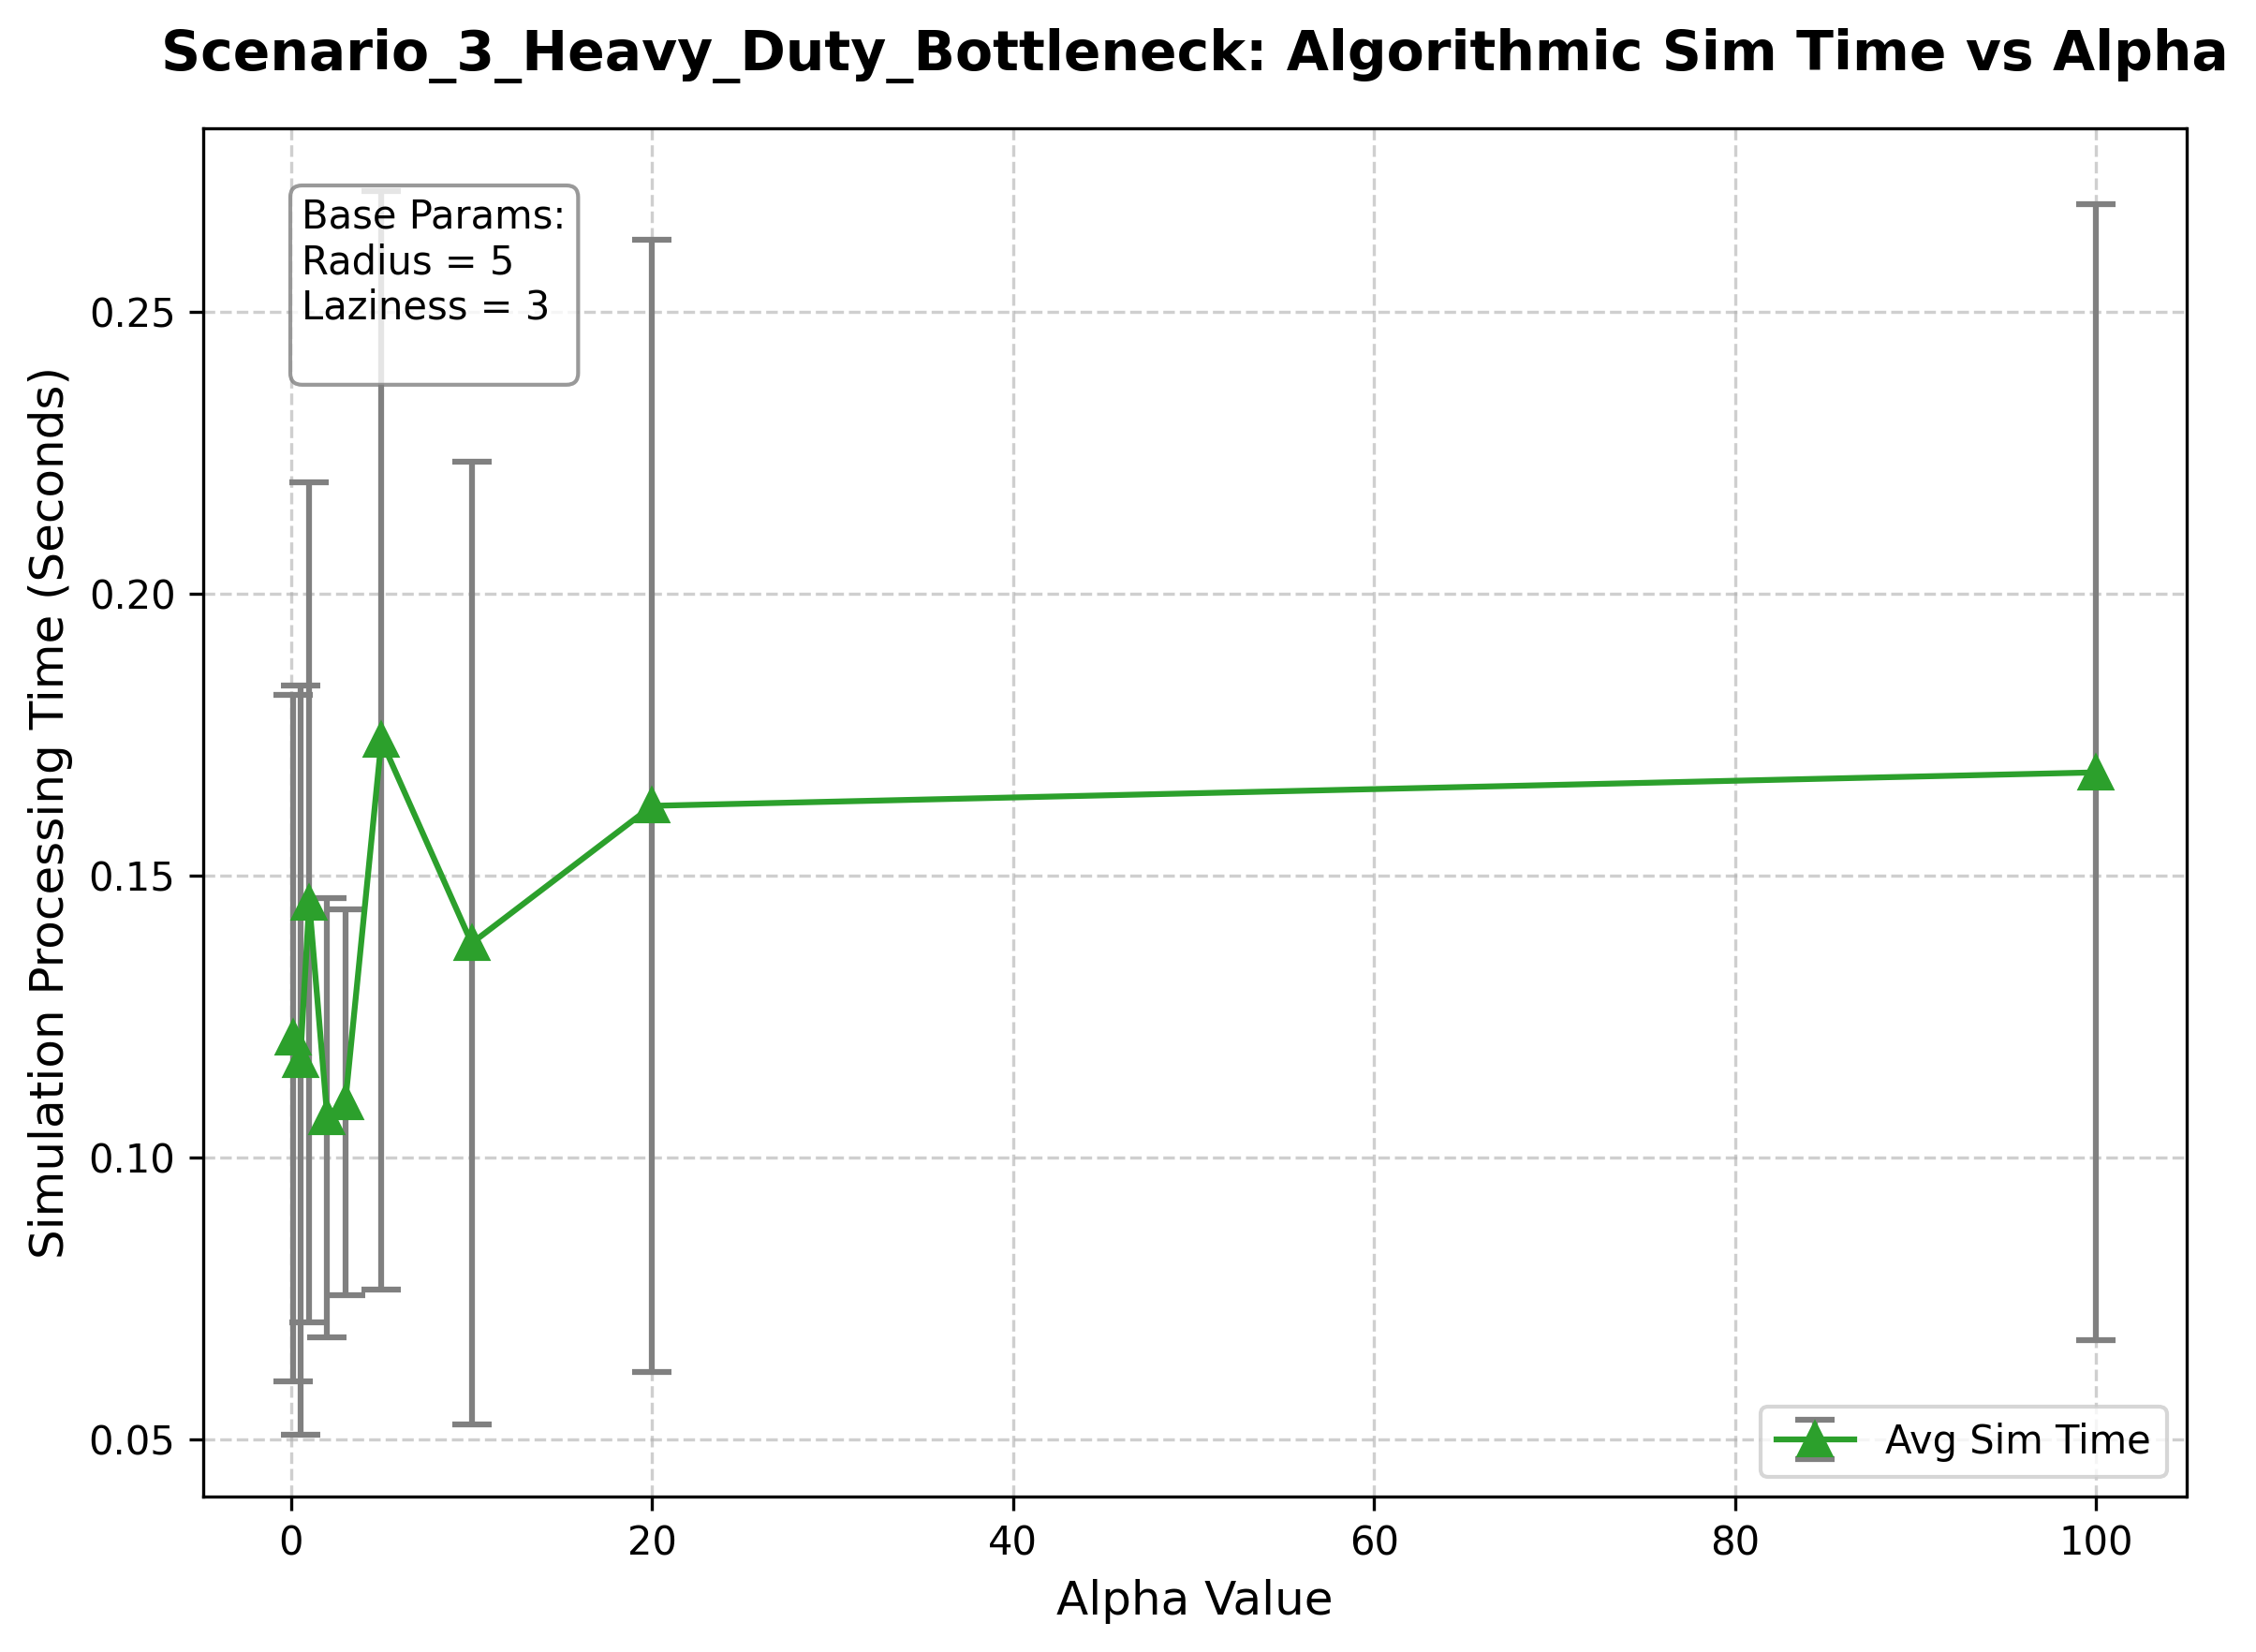 Scenario_3_Heavy_Duty_Bottleneck: Algorithmic Sim Time vs Alpha
Base Params:
Radius = 5
Laziness = 3
Simulation Processing Time (Seconds)
0.25
0.20
0.15
0.10
0.05
Avg Sim Time
0 20 40 60 80 100
Alpha Value